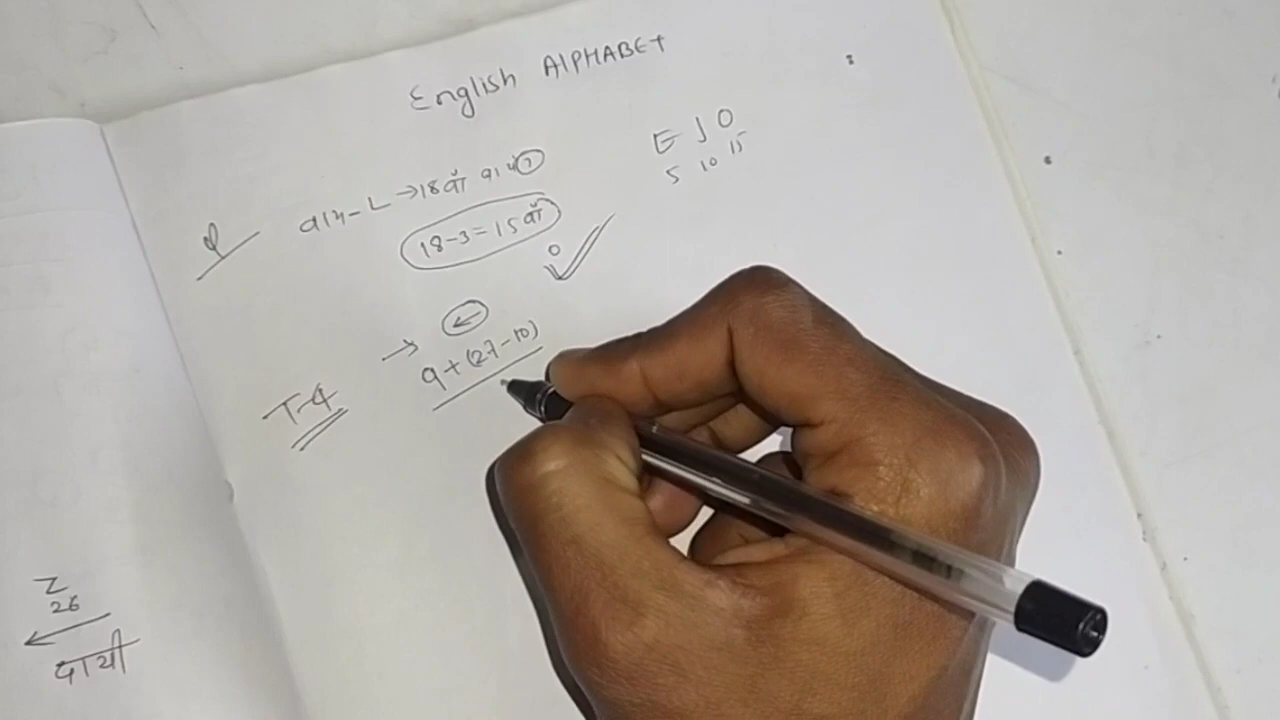 English ALPHABET
E J O
5 10 15
→ 18वॉ
18-3=15वॉ
O
←
→ 9+(27-10)
T-4
Z
26
←
दायी